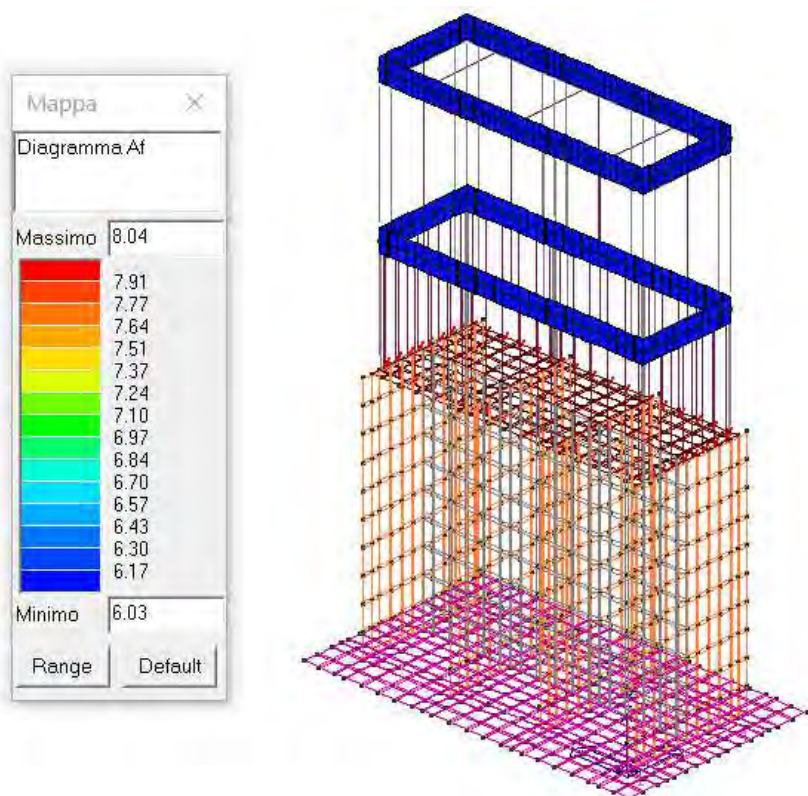 Mappa
Diagramma Af
Massimo 8.04
7.91
7.77
7.64
7.51
7.37
7.24
7.10
6.97
6.84
6.70
6.57
6.43
6.30
6.17
Minimo 6.03
Range Default